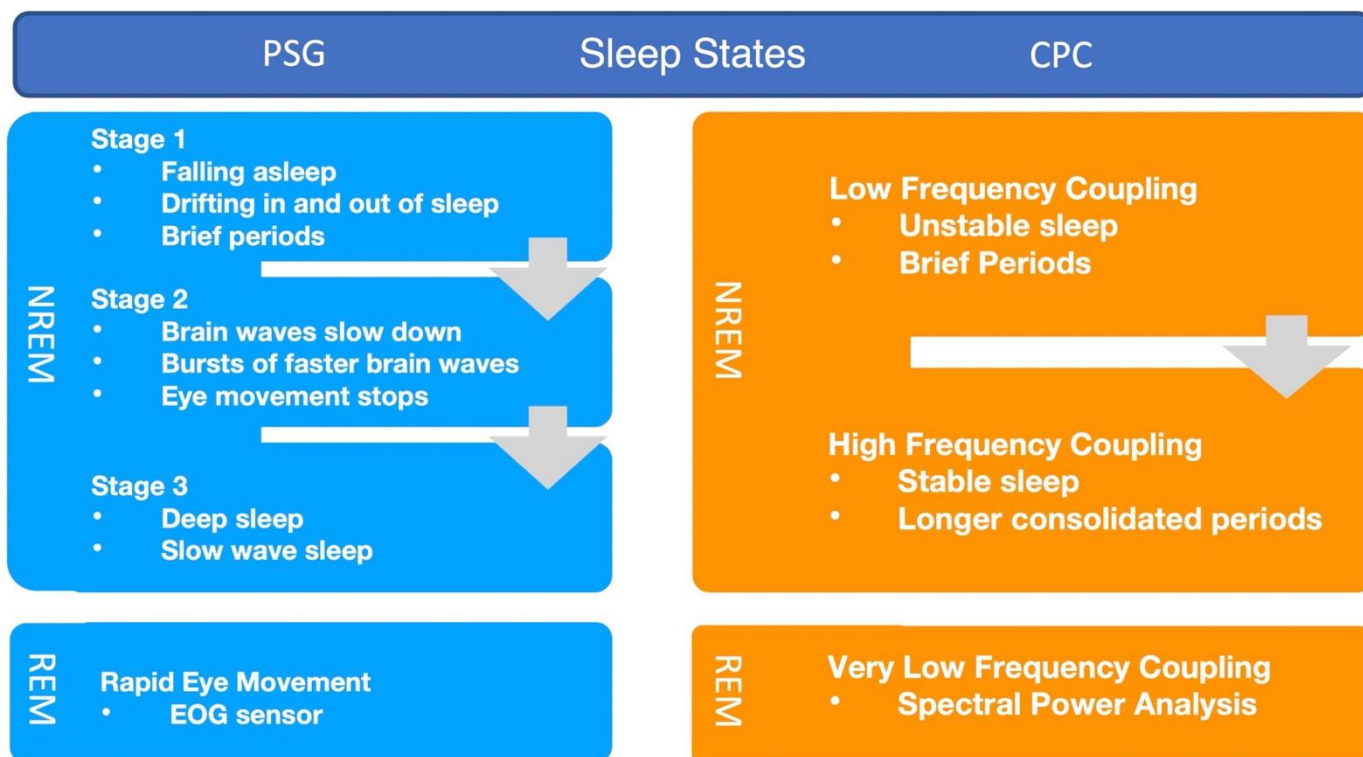 PSG Sleep States CPC
NREM
Stage 1
• Falling asleep
• Drifting in and out of sleep
• Brief periods
Stage 2
• Brain waves slow down
• Bursts of faster brain waves
• Eye movement stops
Stage 3
• Deep sleep
• Slow wave sleep
REM
Rapid Eye Movement
• EOG sensor
NREM
Low Frequency Coupling
• Unstable sleep
• Brief Periods
High Frequency Coupling
• Stable sleep
• Longer consolidated periods
REM
Very Low Frequency Coupling
• Spectral Power Analysis